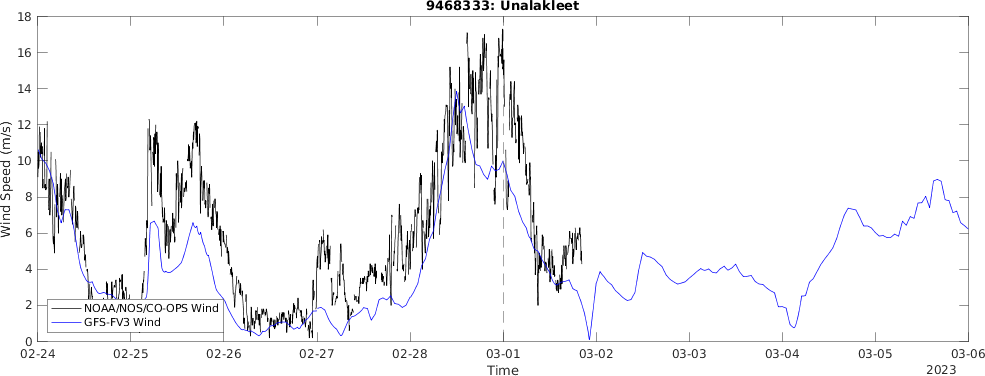 9468333: Unalakleet
18
16
14
12
10
8
6
4
2
0
Wind Speed (m/s)
NOAA/NOS/CO-OPS Wind
GFS-FV3 Wind
02-24 02-25 02-26 02-27 02-28 03-01 03-02 03-03 03-04 03-05 03-06
Time
2023